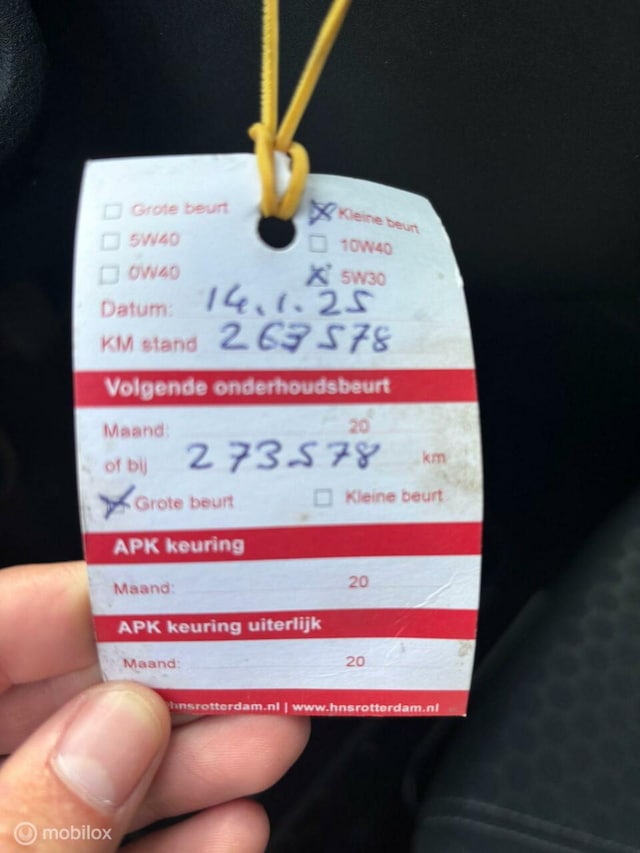 Grote beurt Kleine beurt
5W40 10W40
0W40 5W30
Datum: 14.1.25
KM stand 263578
Volgende onderhoudsbeurt
Maand: 20
of bij 273578 km
Grote beurt Kleine beurt
APK keuring
Maand: 20
APK keuring uiterlijk
Maand: 20
hnsrotterdam.nl | www.hnsrotterdam.nl
mobilox